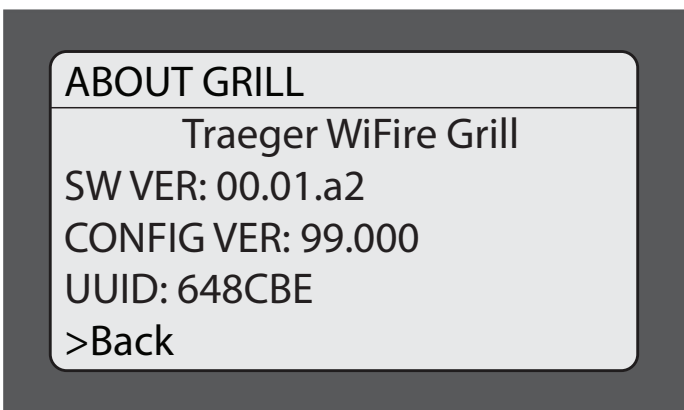 ABOUT GRILL
Traeger WiFire Grill
SW VER: 00.01.a2
CONFIG VER: 99.000
UUID: 648CBE
>Back